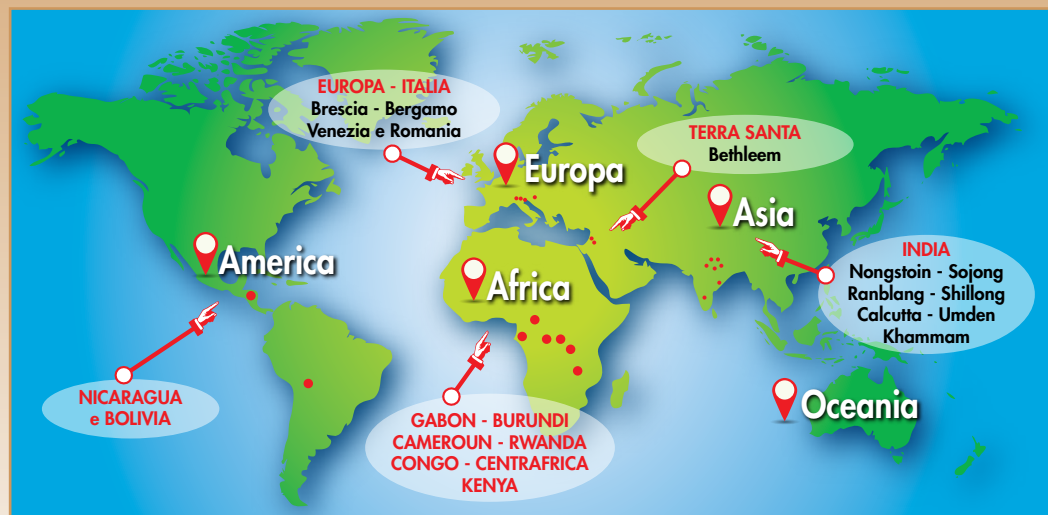 EUROPA - ITALIA
Brescia - Bergamo
Venezia e Romania
TERRA SANTA
Bethleem
Europa
Asia
America
Africa
INDIA
Nongstoin - Sojong
Ranblang - Shillong
Calcutta - Umden
Khammam
NICARAGUA
e BOLIVIA
GABON - BURUNDI
CAMEROUN - RWANDA
CONGO - CENTRAFRICA
KENYA
Oceania